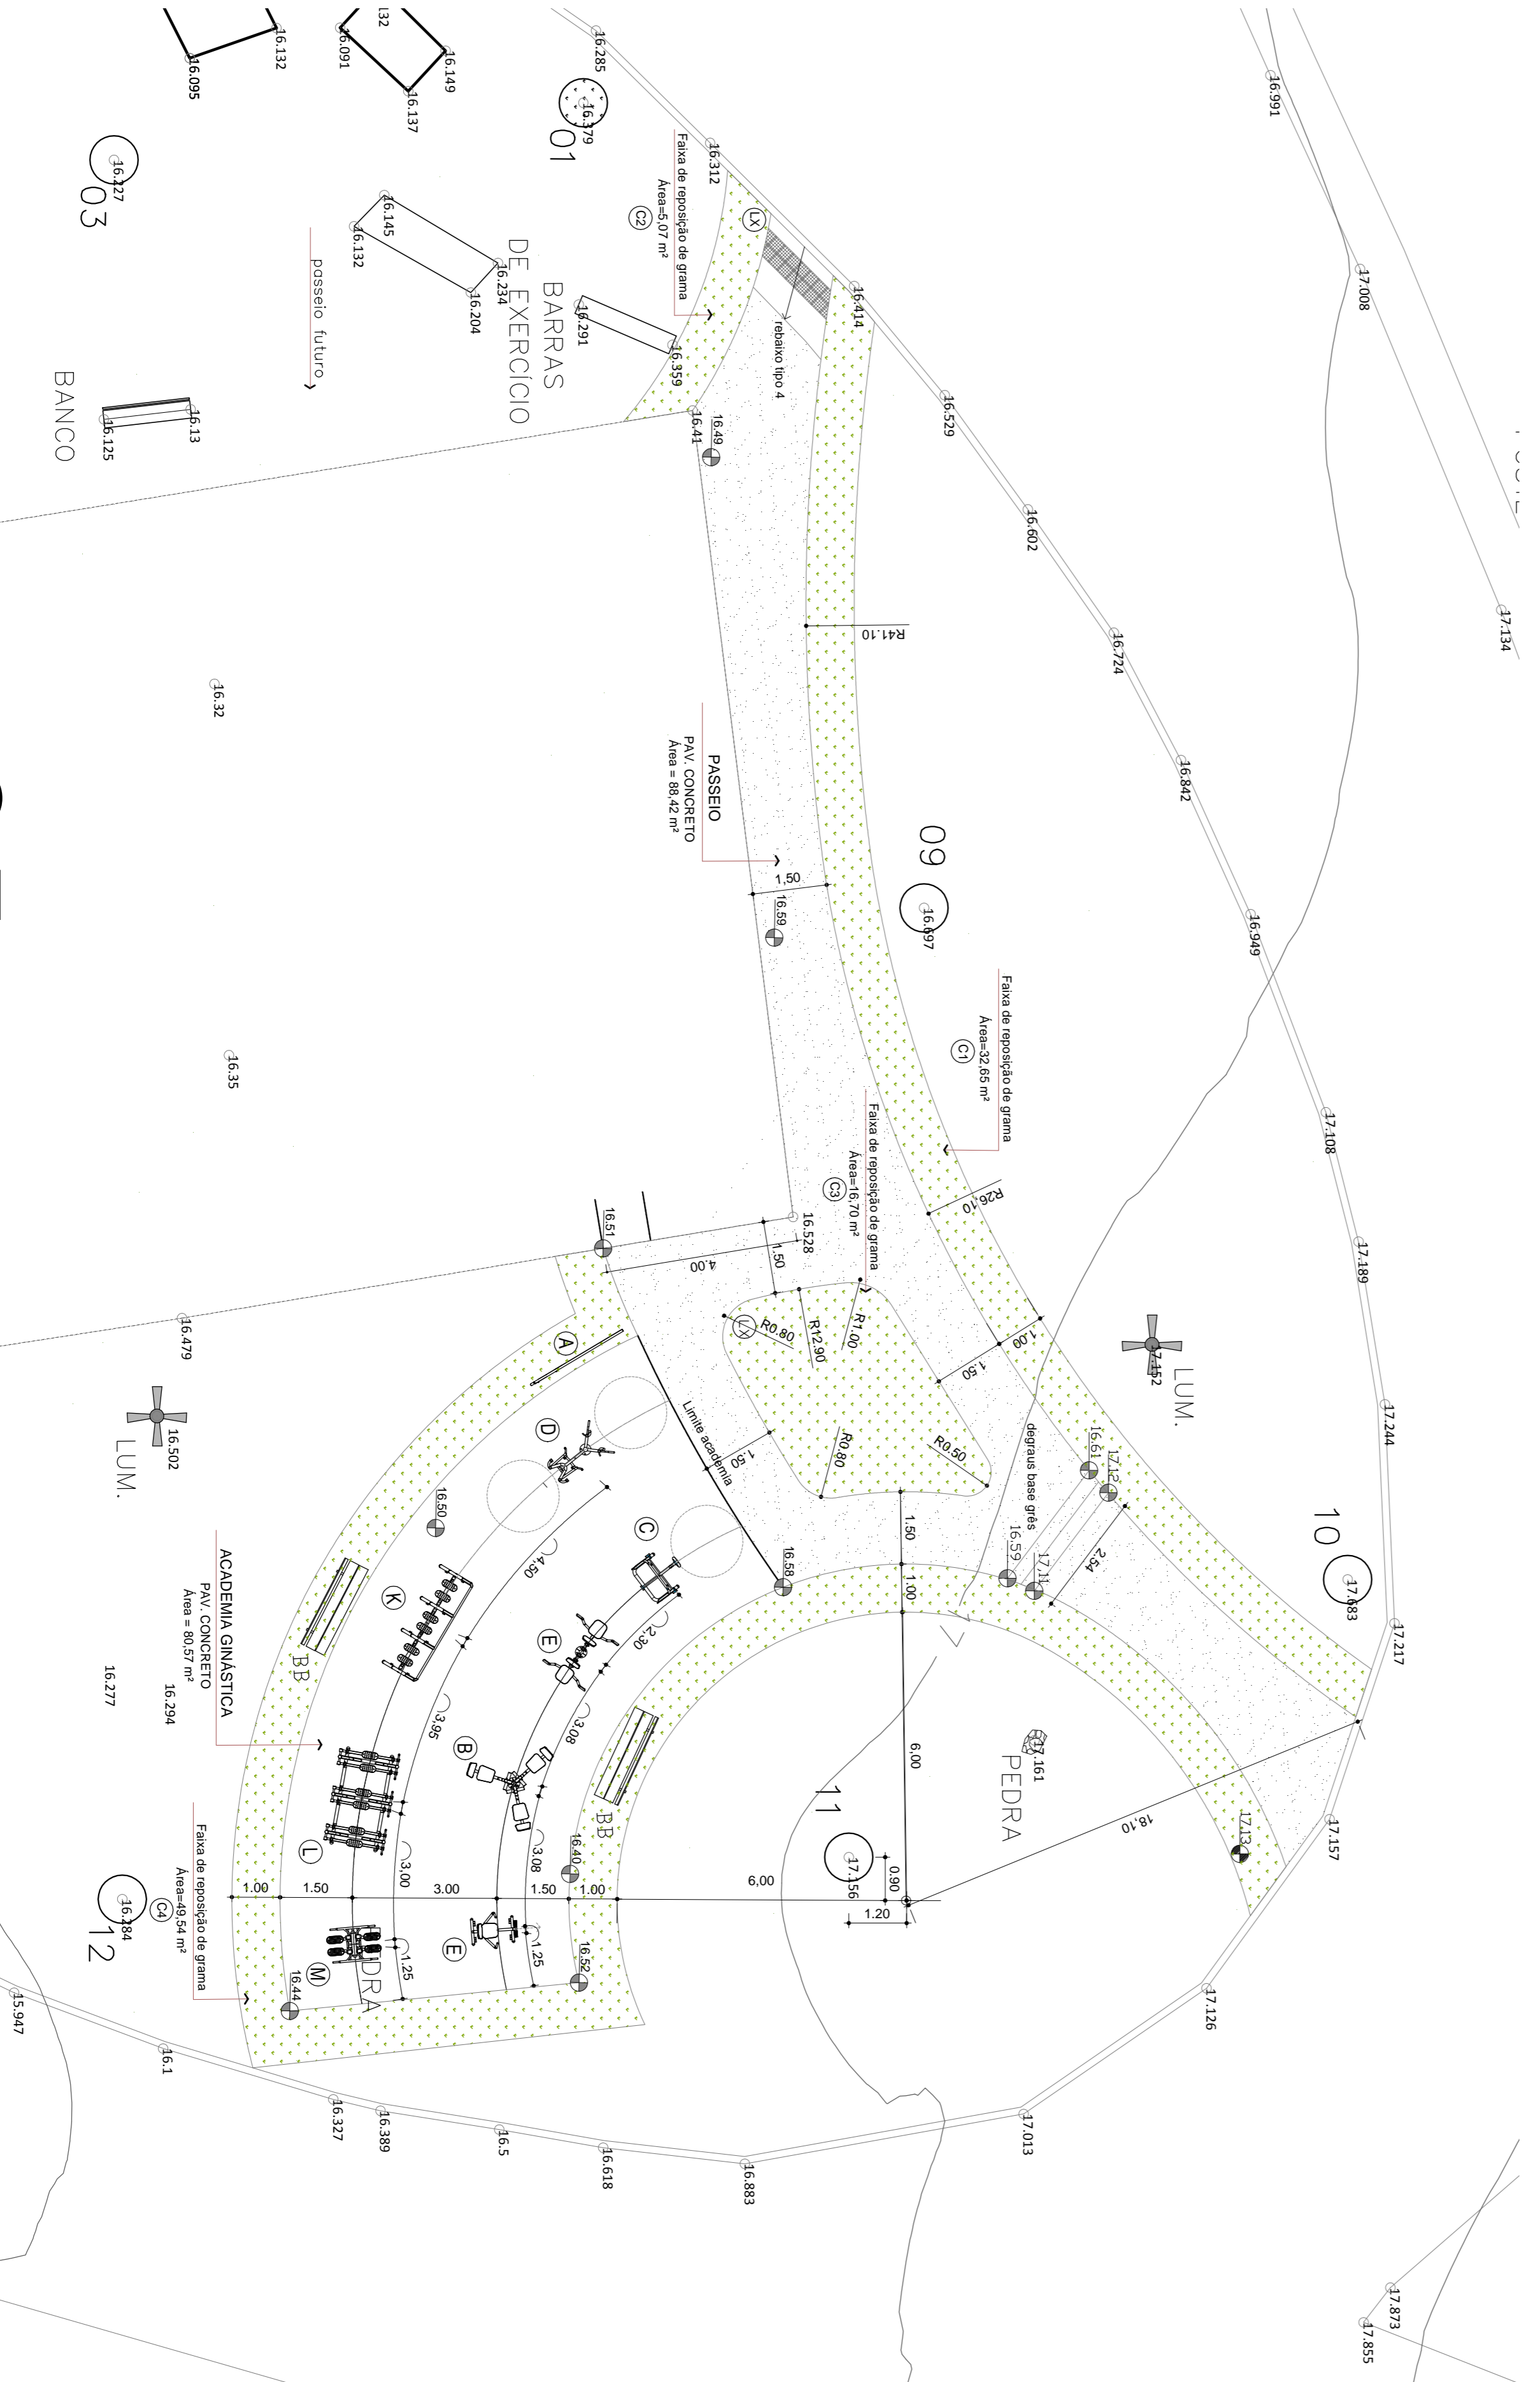 16.132
16.095
132
16.091
16.149
16.137
16.285
16.379
01
16.227
03
16.145
16.132
16.234
16.204
BARRAS
DE EXERCÍCIO
16.291
16.359
passeio futuro
BANCO
16.13
16.125
16.312
Faixa de reposição de grama
Área=5,07 m²
C2
LX
rebaixo tipo 4
16.414
16.41
16.49
16.529
16.602
16.724
16.842
16.949
16.991
17.008
17.134
R41.10
PASSEIO
PAV. CONCRETO
Área = 88,42 m²
1,50
16.59
09
16.697
16.32
16.35
Faixa de reposição de grama
Área=32,65 m²
C1
Faixa de reposição de grama
Área=16,70 m²
C3
R26,10
17.108
17.189
17.244
17.217
17.157
17.126
17.013
16.528
16.51
1.50
4.00
R0.80
LX
R12.90
R1.00
R0.80
R0.50
1.00
1.50
1.50
Limite academia
17.152
LUM.
degraus base grês
16.61
17.12
16.59
17.11
2.54
10
17.683
16.58
1.50
1.00
6,00
18,10
17.161
PEDRA
17.13
11
17.156
0.90
1.20
16.479
16.502
LUM.
A
D
C
16.50
4,50
K
E
2,30
BB
3,95
3,08
B
BB
L
3,00
3,08
16.40
1.00
1.50
3.00
1.50
1.00
6,00
E
1,25
1,25
16.52
M
DRA
16.44
ACADEMIA GINÁSTICA
PAV. CONCRETO
Área = 80,57 m²
16.277
16.294
Faixa de reposição de grama
Área=49,54 m²
C4
16.284
12
15.947
16.1
16.327
16.389
16.5
16.618
16.883
17.873
17.855